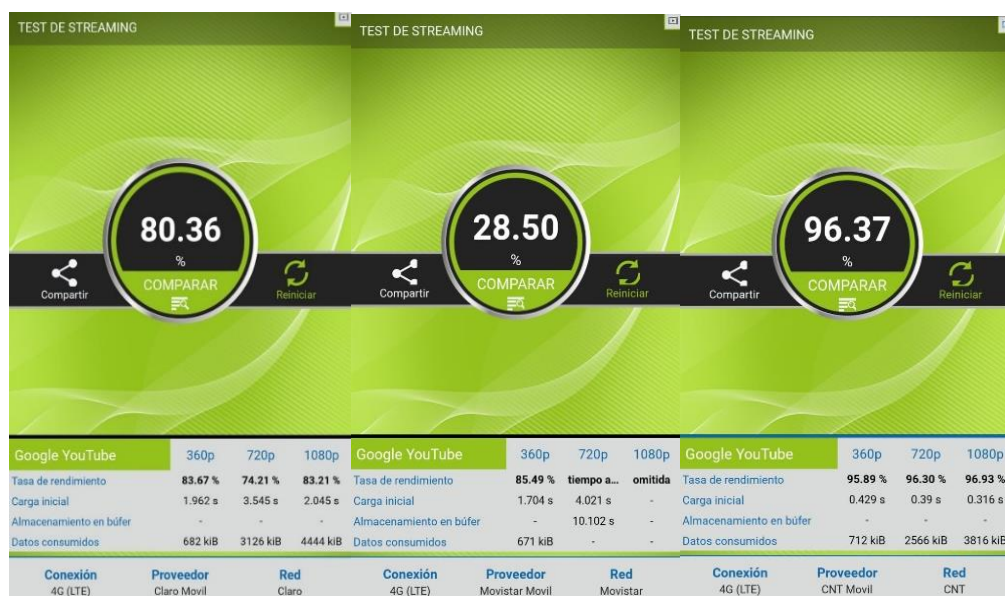 TEST DE STREAMING
80.36
%
COMPARAR
Compartir
Reiniciar
Google YouTube 360p 720p 1080p
Tasa de rendimiento 83.67 % 74.21 % 83.21 %
Carga inicial 1.962 s 3.545 s 2.045 s
Almacenamiento en búfer - - -
Datos consumidos 682 kiB 3126 kiB 4444 kiB
Conexión Proveedor Red
4G (LTE) Claro Movil Claro
TEST DE STREAMING
28.50
%
COMPARAR
Compartir
Reiniciar
Google YouTube 360p 720p 1080p
Tasa de rendimiento 85.49 % tiempo a... omitida
Carga inicial 1.704 s 4.021 s -
Almacenamiento en búfer - 10.102 s -
Datos consumidos 671 kiB - -
Conexión Proveedor Red
4G (LTE) Movistar Movil Movistar
TEST DE STREAMING
96.37
%
COMPARAR
Compartir
Reiniciar
Google YouTube 360p 720p 1080p
Tasa de rendimiento 95.89 % 96.30 % 96.93 %
Carga inicial 0.429 s 0.39 s 0.316 s
Almacenamiento en búfer - - -
Datos consumidos 712 kiB 2566 kiB 3816 kiB
Conexión Proveedor Red
4G (LTE) CNT Movil CNT